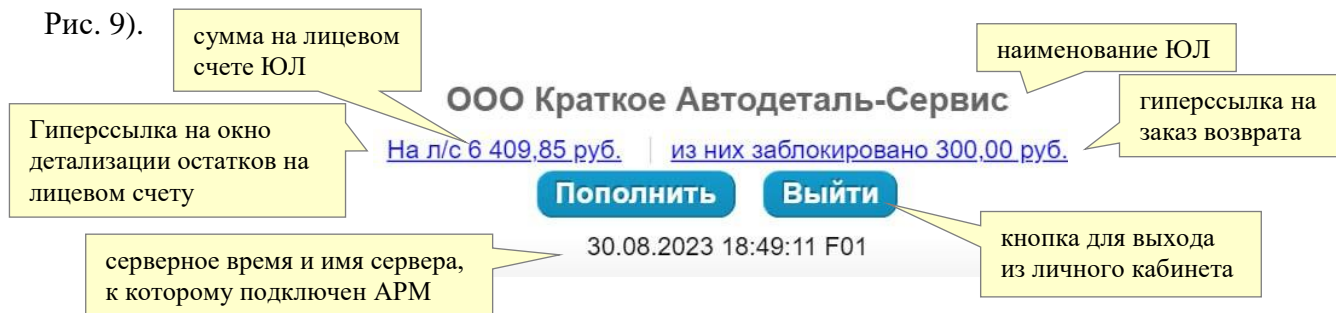 Рис. 9).
сумма на лицевом
счете ЮЛ
наименование ЮЛ
ООО Краткое Автодеталь-Сервис
гиперссылка на
заказ возврата
Гиперссылка на окно
детализации остатков на
лицевом счету
На л/с 6 409,85 руб. из них заблокировано 300,00 руб.
Пополнить Выйти
30.08.2023 18:49:11 F01
кнопка для выхода
из личного кабинета
серверное время и имя сервера,
к которому подключен АРМ